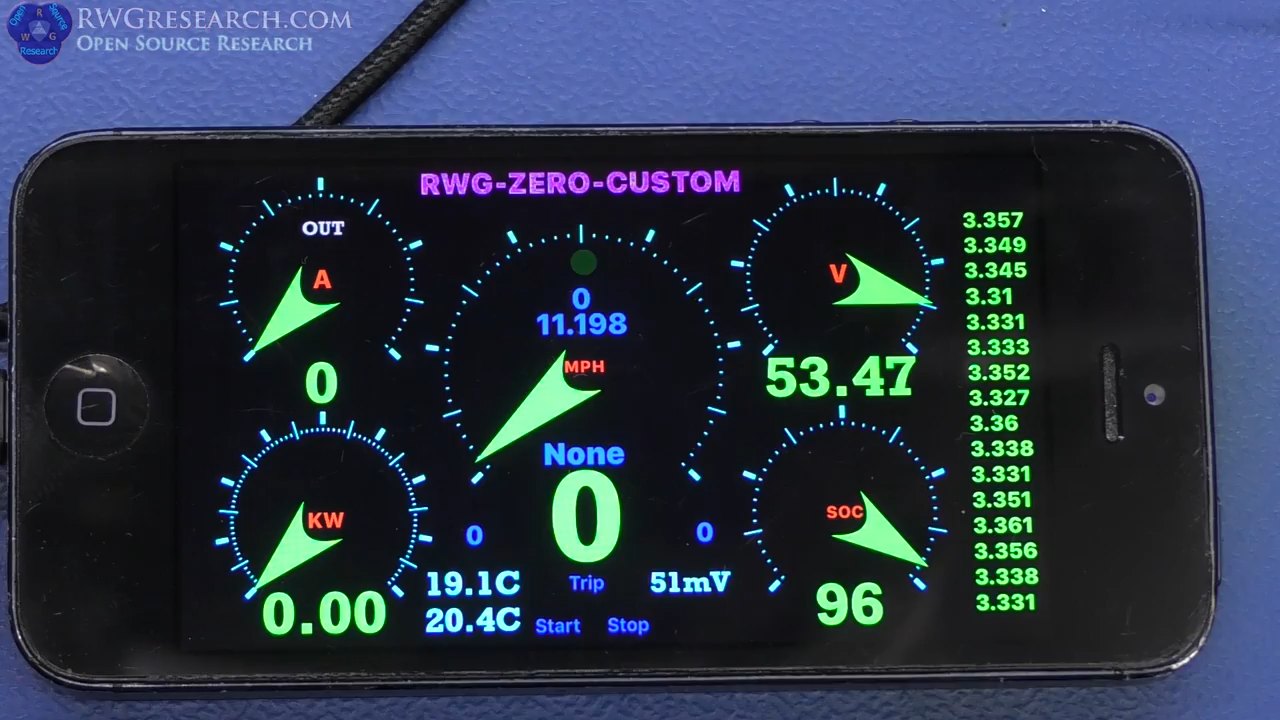 Open Source
R
W G
Research
RWGresearch.com
Open Source Research
RWG-ZERO-CUSTOM
OUT
A
0
KW
0.00
0
11.198
MPH
None
0
0
0
19.1C
Trip
51mV
20.4C
Start Stop
V
53.47
SOC
96
3.357
3.349
3.345
3.31
3.331
3.333
3.352
3.327
3.36
3.338
3.331
3.351
3.361
3.356
3.338
3.331